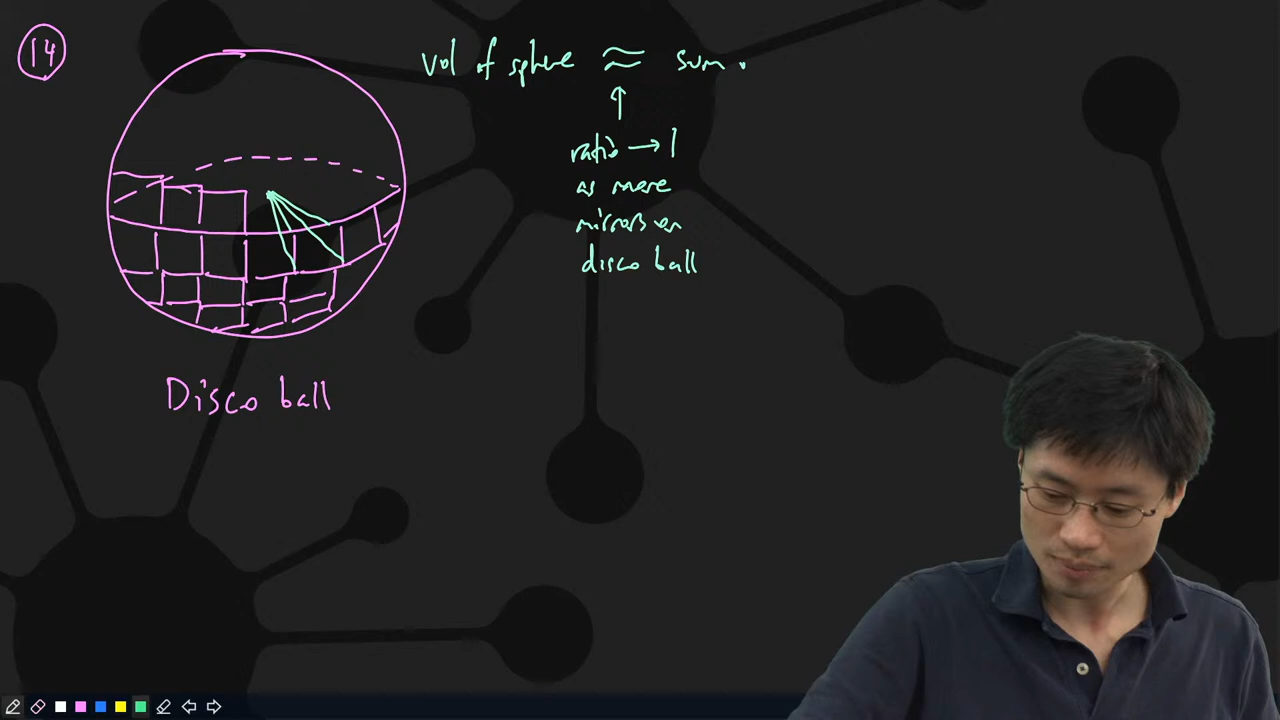 14
vol of sphere ≈ sum
↑
ratio → 1
as more
mirrors on
disco ball
Disco ball